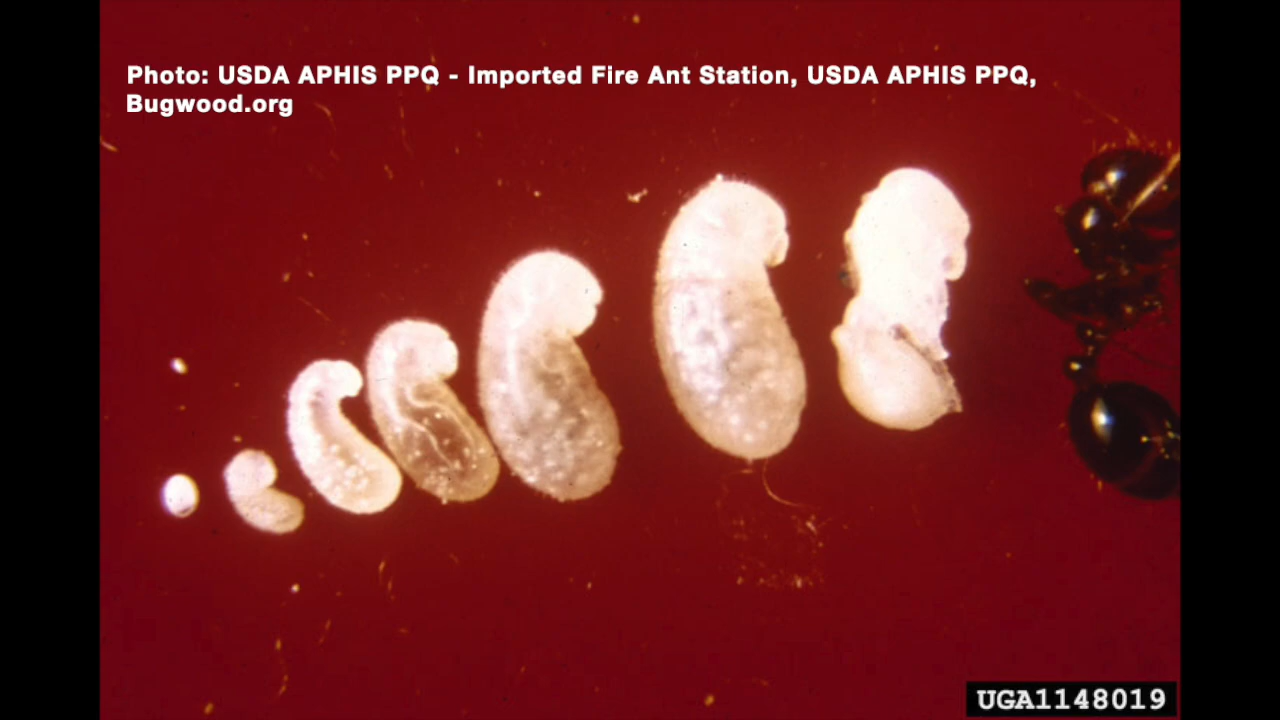 Photo: USDA APHIS PPQ - Imported Fire Ant Station, USDA APHIS PPQ,
Bugwood.org
UGA1148019